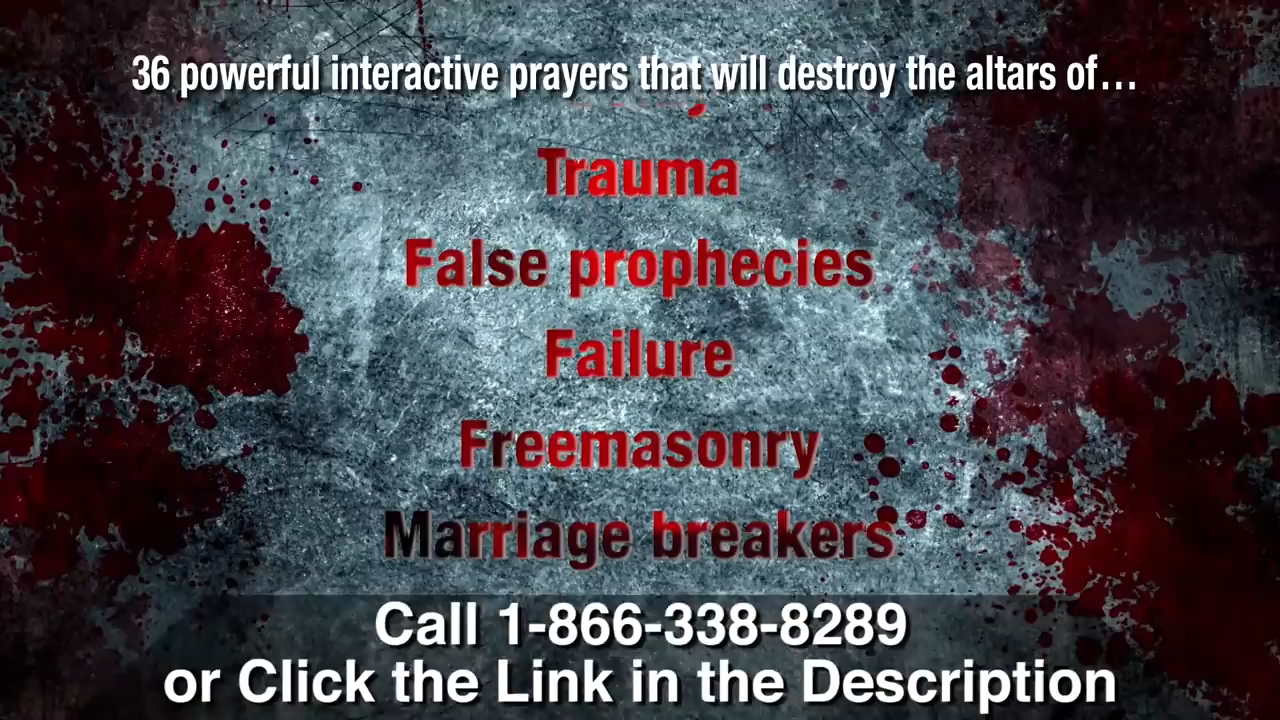 36 powerful interactive prayers that will destroy the altars of...
Trauma
False prophecies
Failure
Freemasonry
Marriage breakers
Call 1-866-338-8289
or Click the Link in the Description